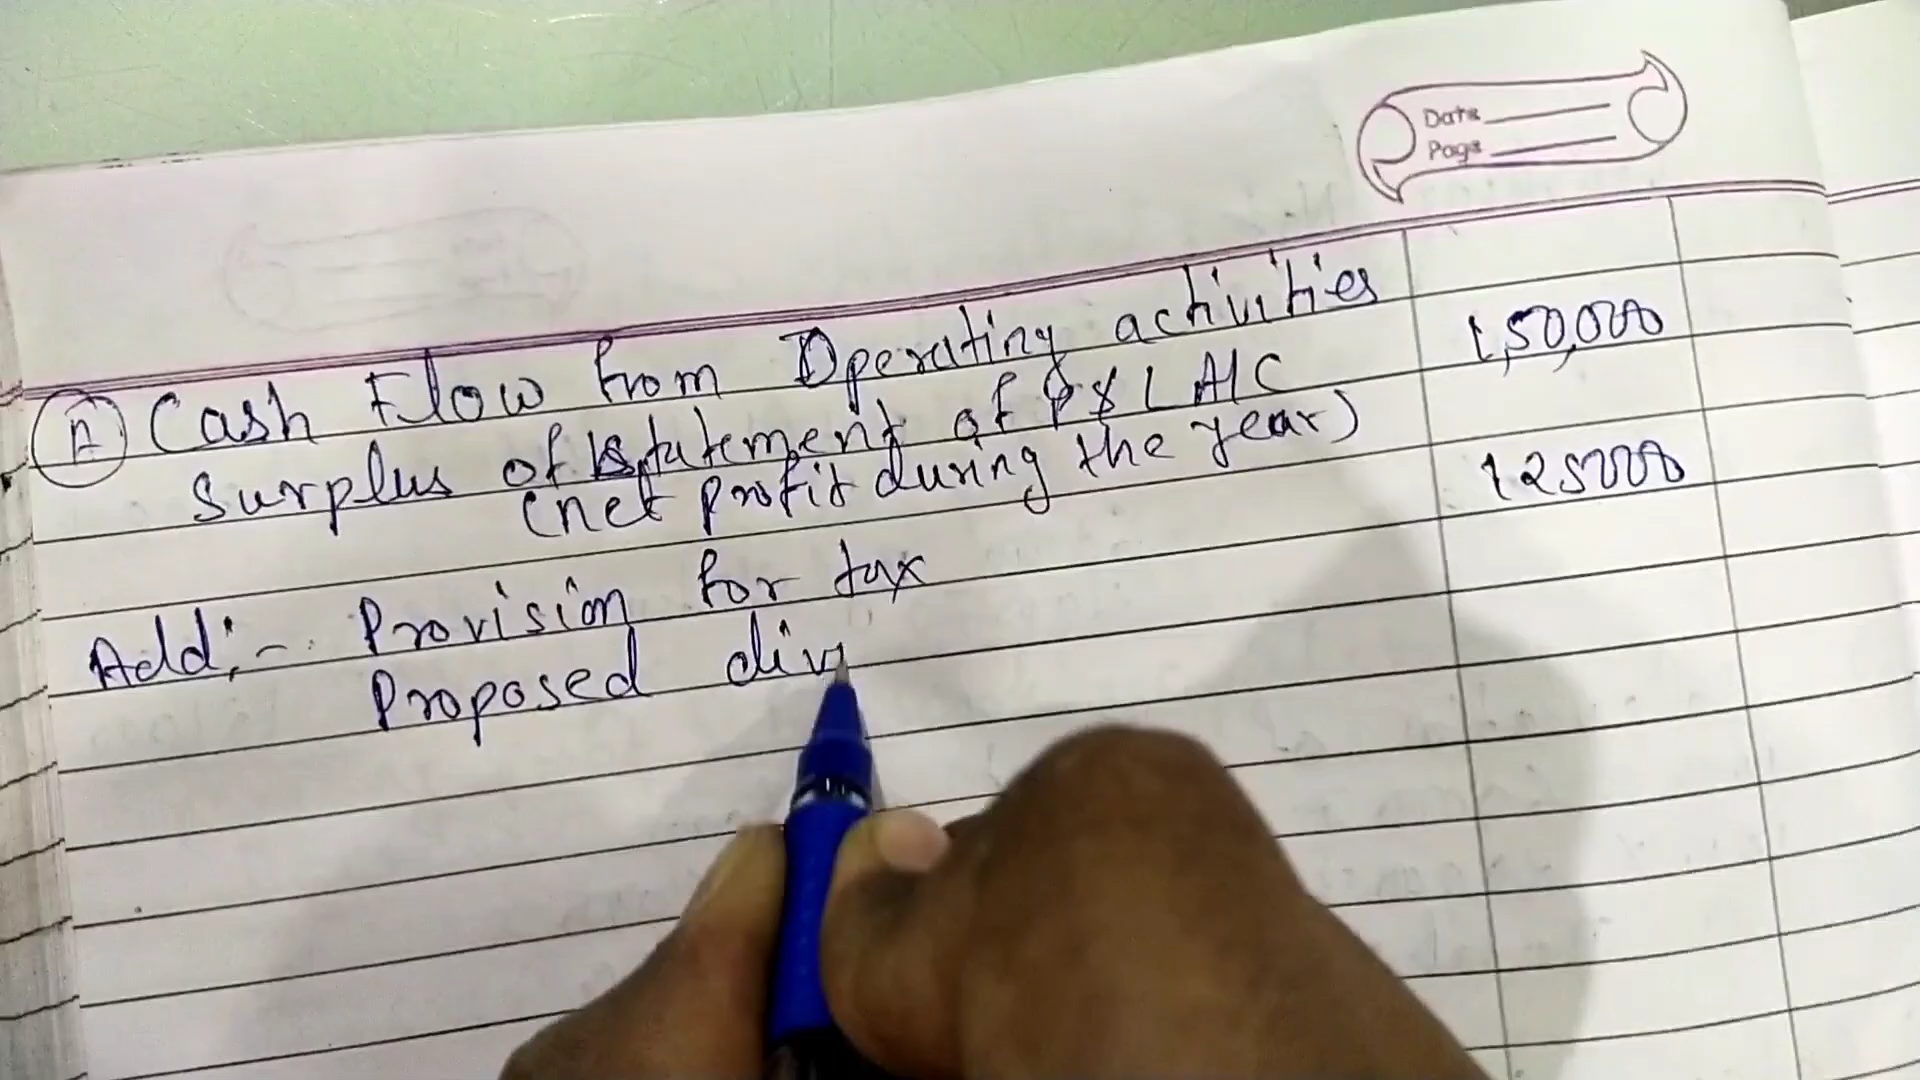 Date
Page
(A) Cash Flow from Operating activities
Surplus of statement of P&L A/C 1,50,000
(net profit during the year)
Add:- Provision for tax 125000
Proposed div